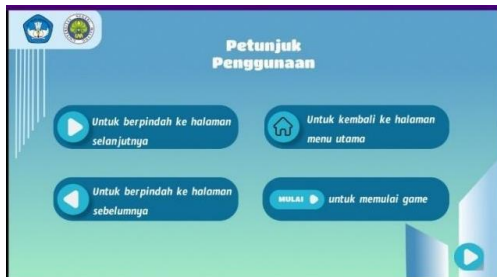 Petunjuk
Penggunaan
Untuk berpindah ke halaman
selanjutnya
Untuk kembali ke halaman
menu utama
Untuk berpindah ke halaman
sebelumnya
MULAI
untuk memulai game